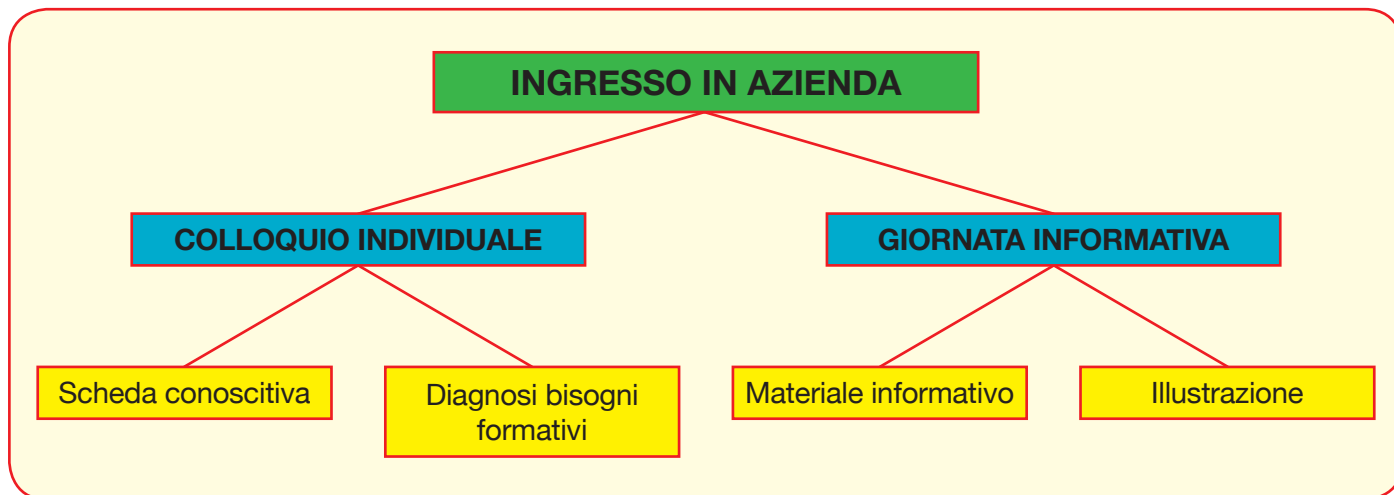 INGRESSO IN AZIENDA
COLLOQUIO INDIVIDUALE
GIORNATA INFORMATIVA
Scheda conoscitiva
Diagnosi bisogni
formativi
Materiale informativo
Illustrazione